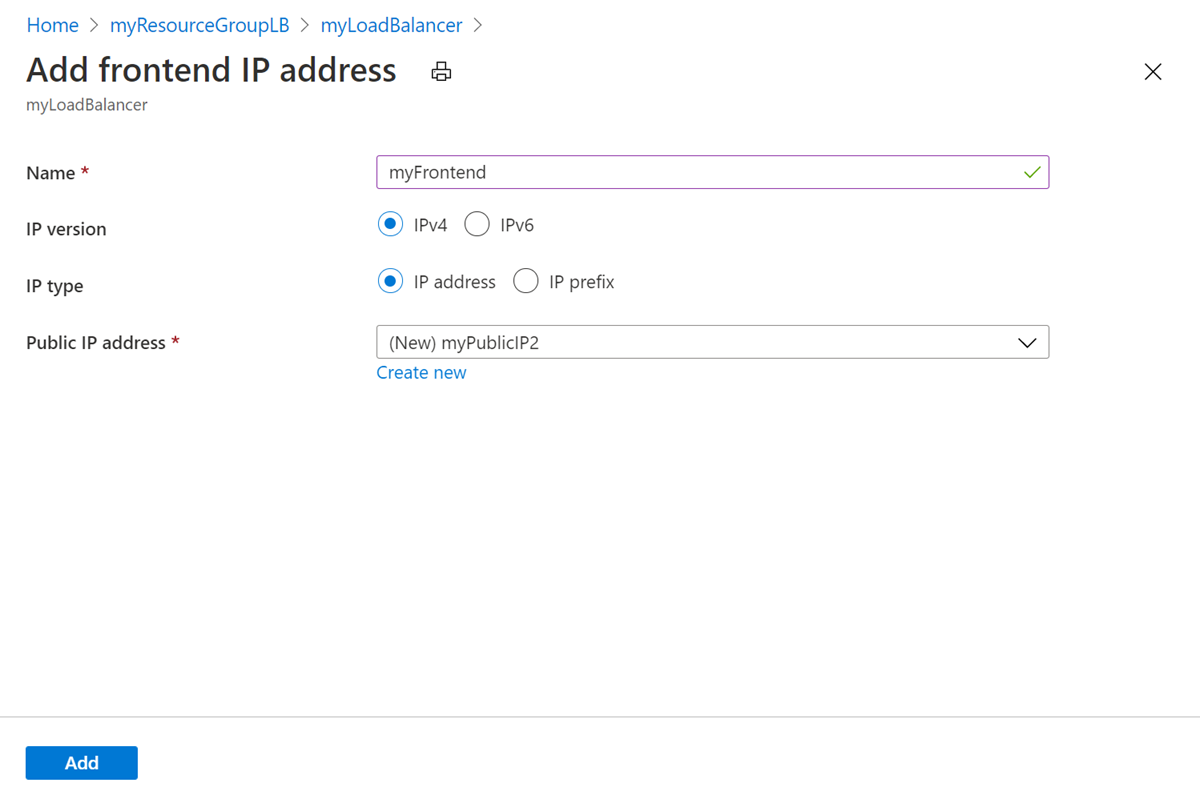 Home > myResourceGroupLB > myLoadBalancer >
Add frontend IP address
myLoadBalancer
Name * myFrontend
IP version IPv4 IPv6
IP type IP address IP prefix
Public IP address * (New) myPublicIP2
Create new
Add